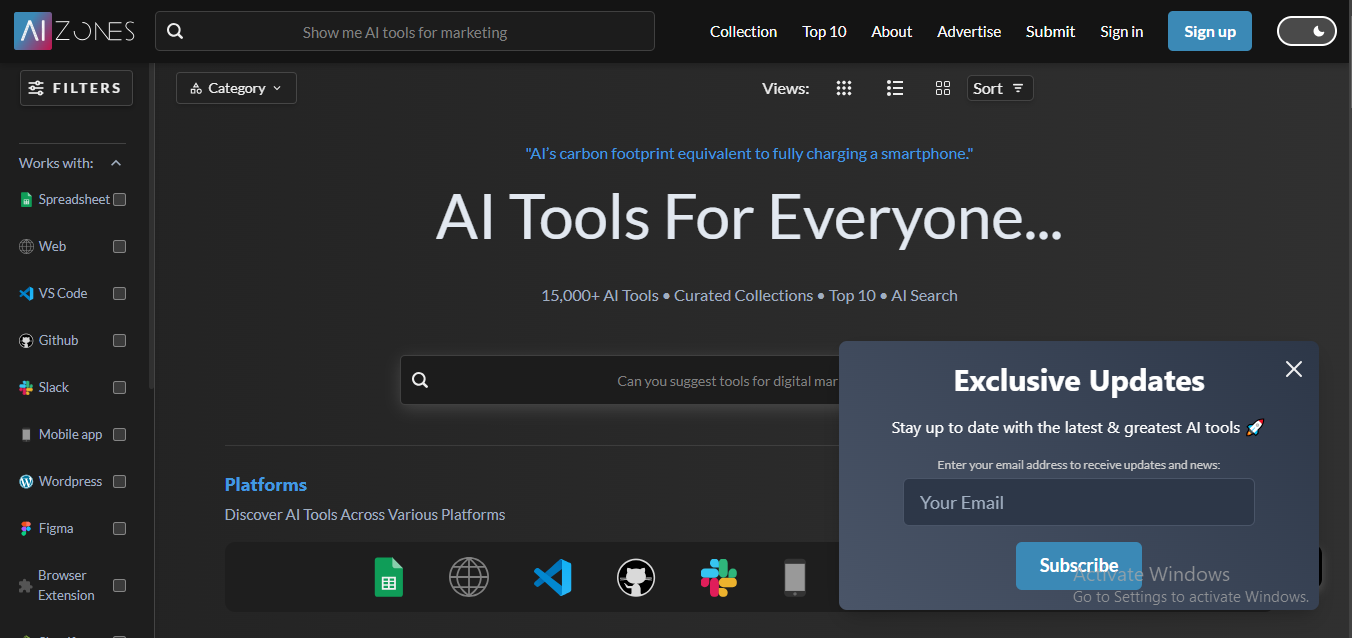 AI ZONES
Show me AI tools for marketing
Collection Top 10 About Advertise Submit Sign in Sign up
FILTERS
Category
Views:
Sort
Works with:
Spreadsheet
Web
VS Code
Github
Slack
Mobile app
Wordpress
Figma
Browser
Extension
"AI's carbon footprint equivalent to fully charging a smartphone."
AI Tools For Everyone...
15,000+ AI Tools • Curated Collections • Top 10 • AI Search
Can you suggest tools for digital mar
Platforms
Discover AI Tools Across Various Platforms
Exclusive Updates
Stay up to date with the latest & greatest AI tools 🚀
Enter your email address to receive updates and news:
Your Email
Subscribe
Activate Windows
Go to Settings to activate Windows.